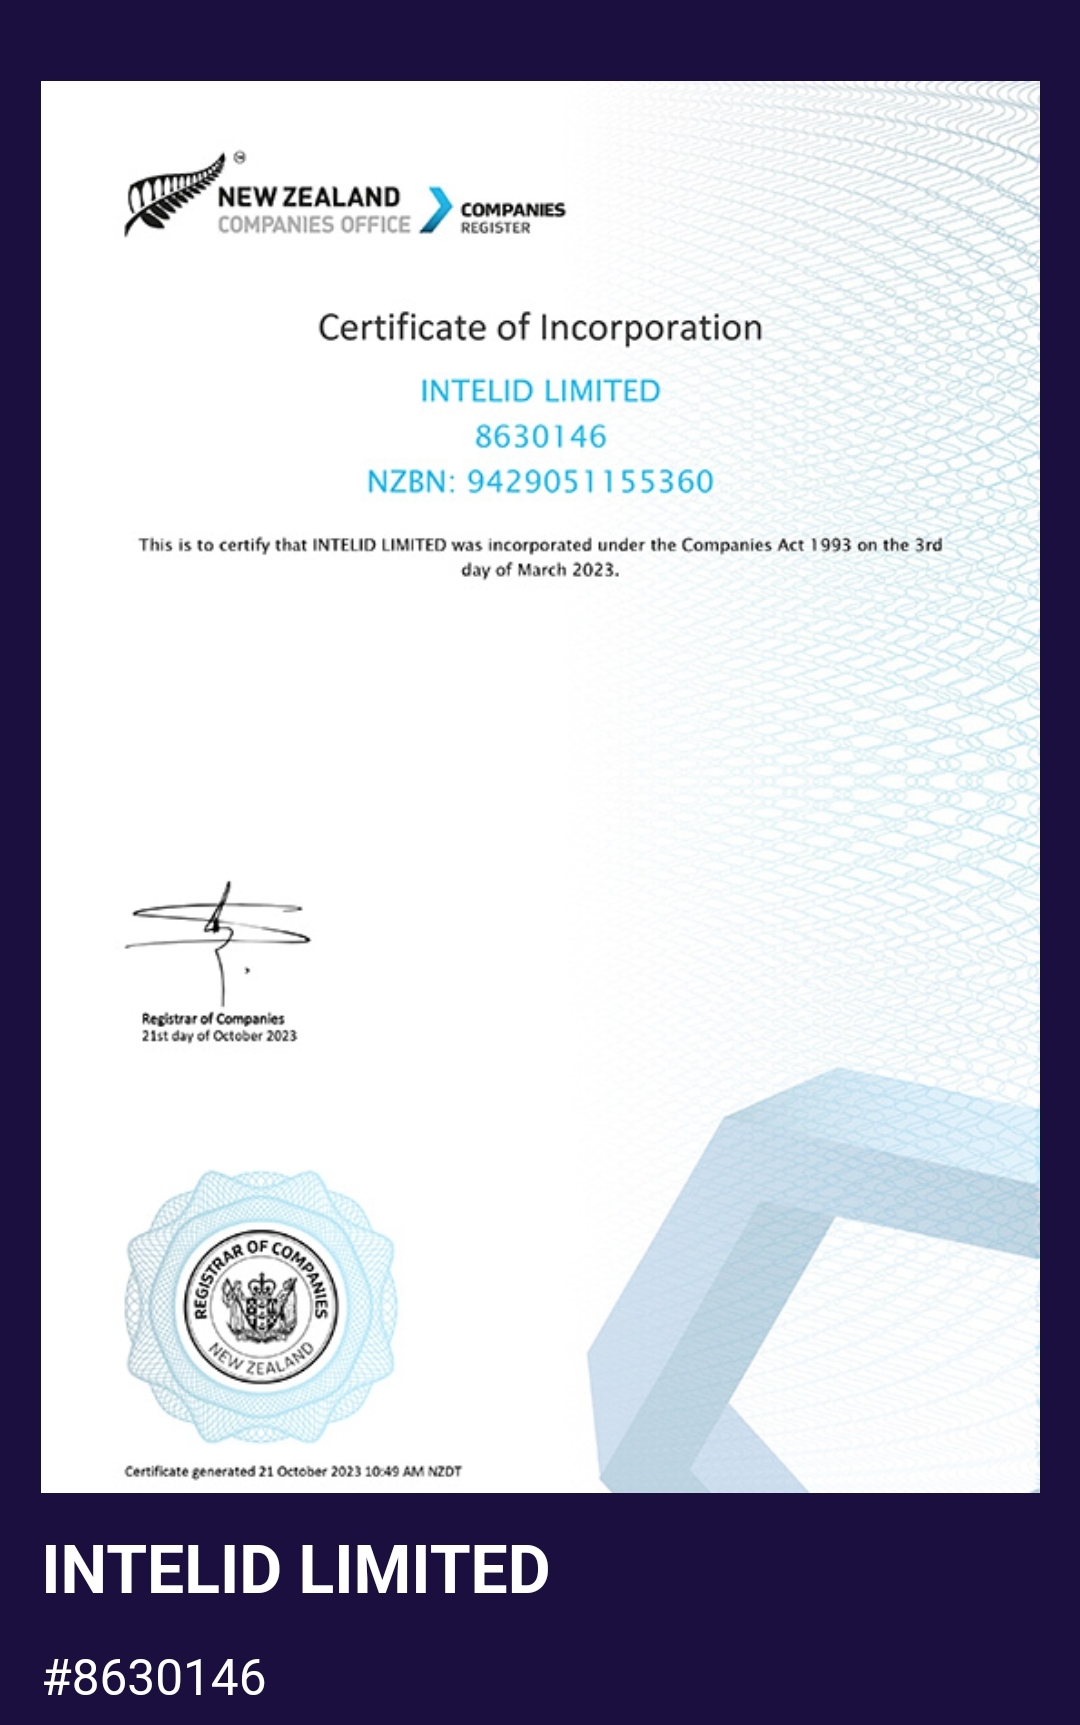 NEW ZEALAND
COMPANIES OFFICE
COMPANIES
REGISTER
Certificate of Incorporation
INTELID LIMITED
8630146
NZBN: 9429051155360
This is to certify that INTELID LIMITED was incorporated under the Companies Act 1993 on the 3rd
day of March 2023.
Registrar of Companies
21st day of October 2023
REGISTRAR OF COMPANIES
NEW ZEALAND
Certificate generated 21 October 2023 10:49 AM NZDT
INTELID LIMITED
#8630146